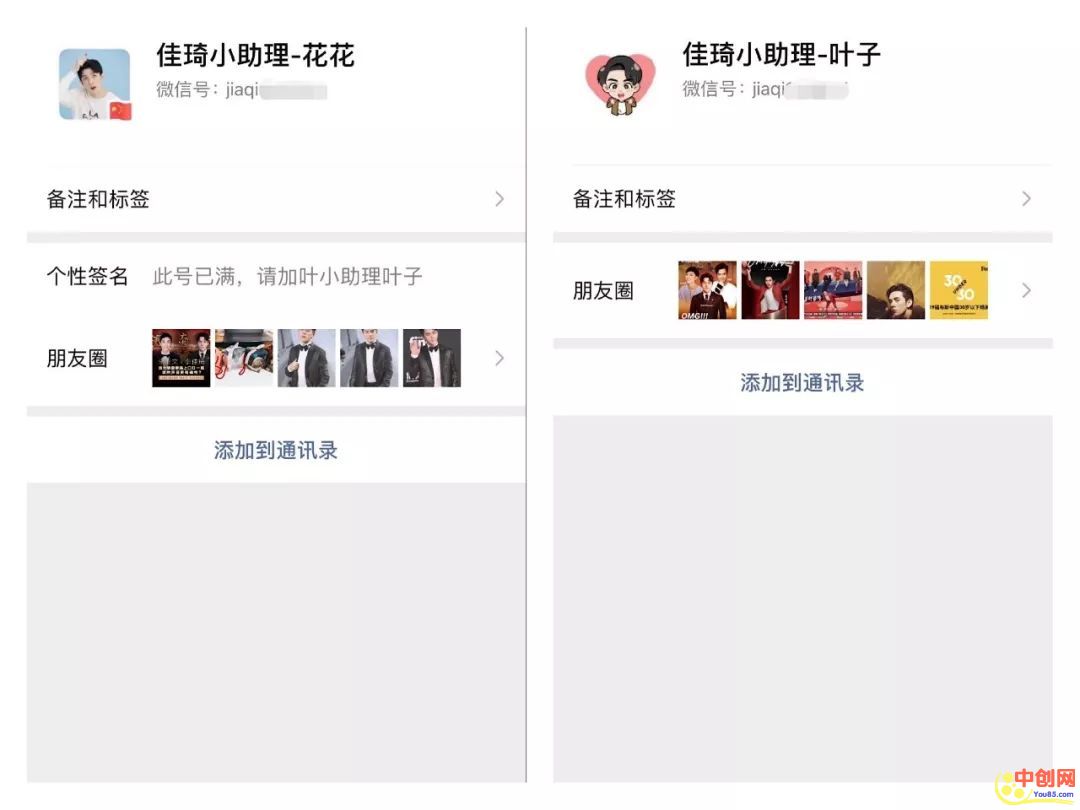 佳琦小助理-花花
微信号：jiaqi
备注和标签
个性签名 此号已满，请加叶小助理叶子
朋友圈
添加到通讯录
佳琦小助理-叶子
微信号：jiaqi
备注和标签
朋友圈
OMG!!!
30
30
添加到通讯录
中创网
You85.com